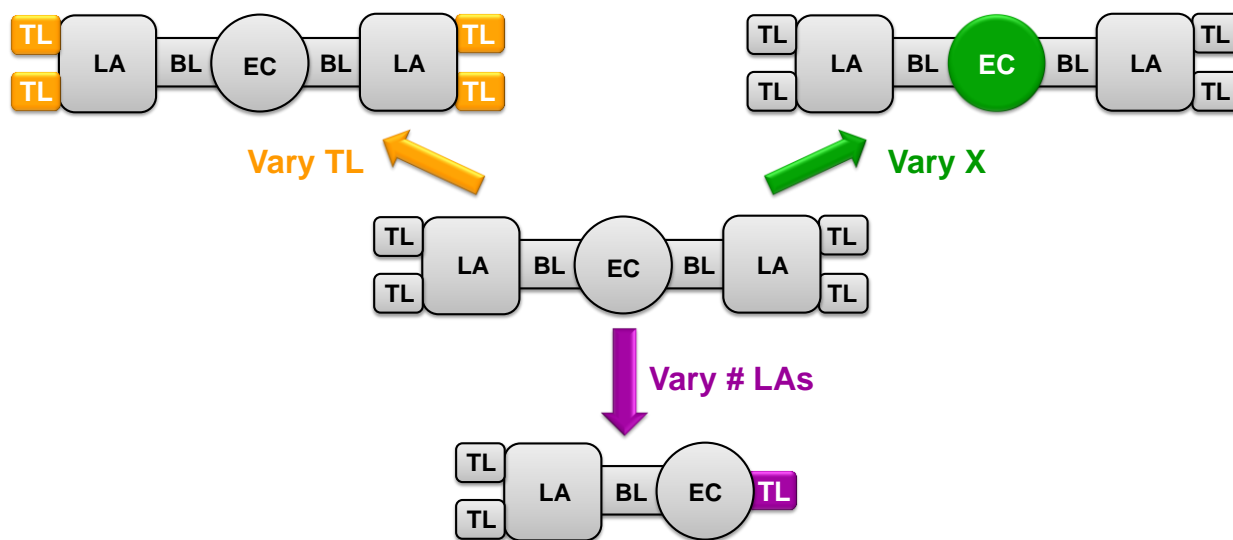 TL TL TL TL
LA BL EC BL LA LA BL EC BL LA
TL TL TL TL
Vary TL Vary X
TL TL
LA BL EC BL LA
TL TL
Vary # LAs
TL
LA BL EC TL
TL